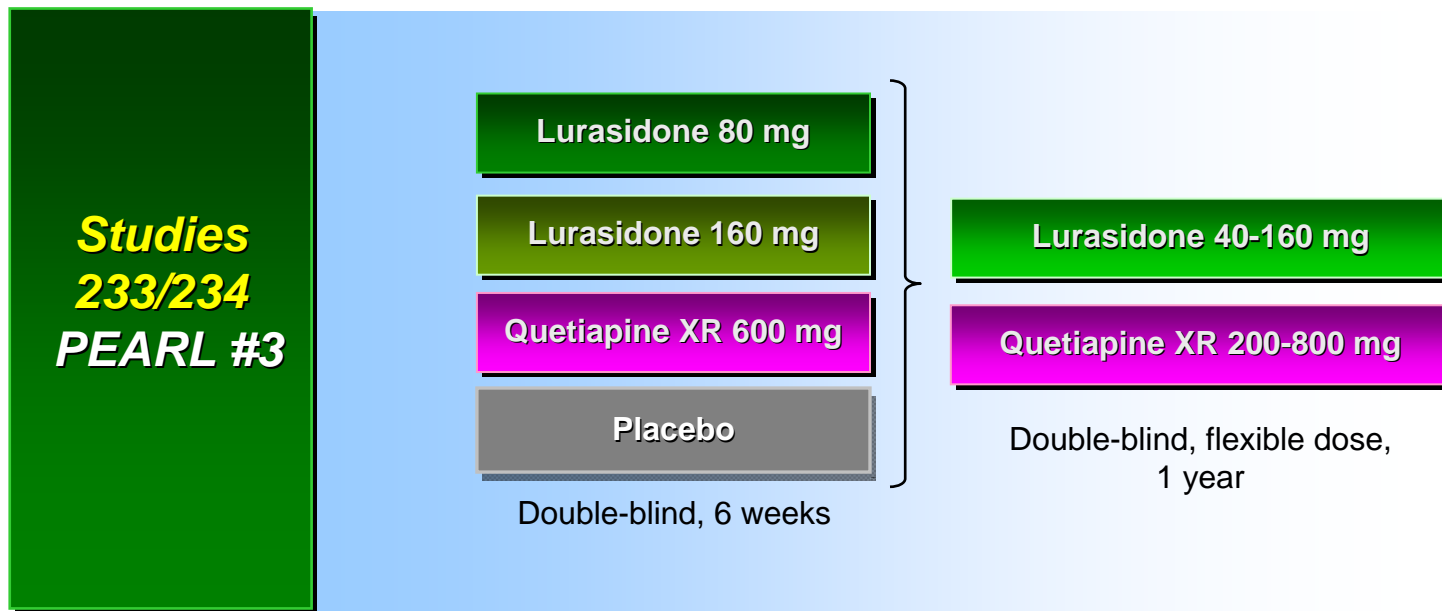 Studies
233/234
PEARL #3
Lurasidone 80 mg
Lurasidone 160 mg
Quetiapine XR 600 mg
Placebo
Double-blind, 6 weeks
Lurasidone 40-160 mg
Quetiapine XR 200-800 mg
Double-blind, flexible dose,
1 year